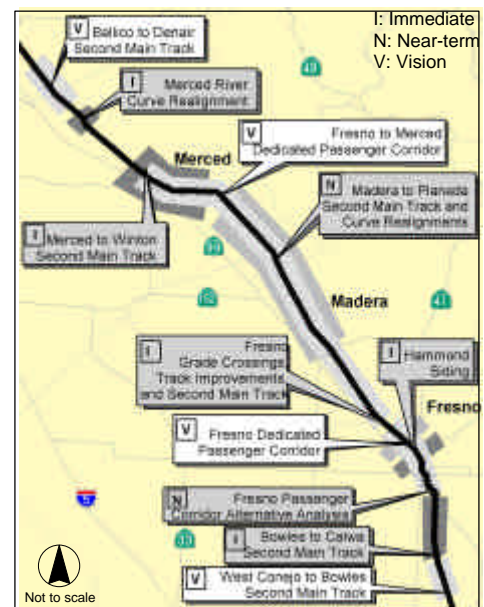 I: Immediate
N: Near-term
V: Vision
V
Ballico to Denair
Second Main Track
I
Merced River
Curve Realignment
V
Fresno to Merced
Dedicated Passenger Corridor
Merced
N
Madera to Planada
Second Main Track and
Curve Realignments
I
Merced to Winton
Second Main Track
99
Madera
41
I
Fresno
Grade Crossings
Track Improvements
and Second Main Track
I
Hammond
Siding
Fresno
V
Fresno Dedicated
Passenger Corridor
5
N
Fresno Passenger
Corridor Alternative Analysis
I
Bowles to Calwa
Second Main Track
V
West Conejo to Bowles
Second Main Track
Not to scale